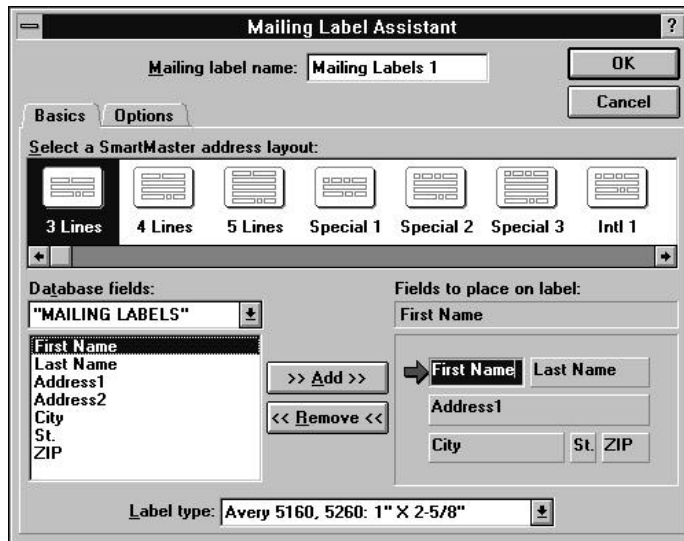 Mailing Label Assistant ?
Mailing label name: Mailing Labels 1
OK
Cancel
Basics Options
Select a SmartMaster address layout:
3 Lines 4 Lines 5 Lines Special 1 Special 2 Special 3 Intl 1
Database fields:
"MAILING LABELS"
First Name
Last Name
Address1
Address2
City
St.
ZIP
>> Add >>
<< Remove <<
Fields to place on label:
First Name
First Name Last Name
Address1
City St. ZIP
Label type: Avery 5160, 5260: 1" X 2-5/8"